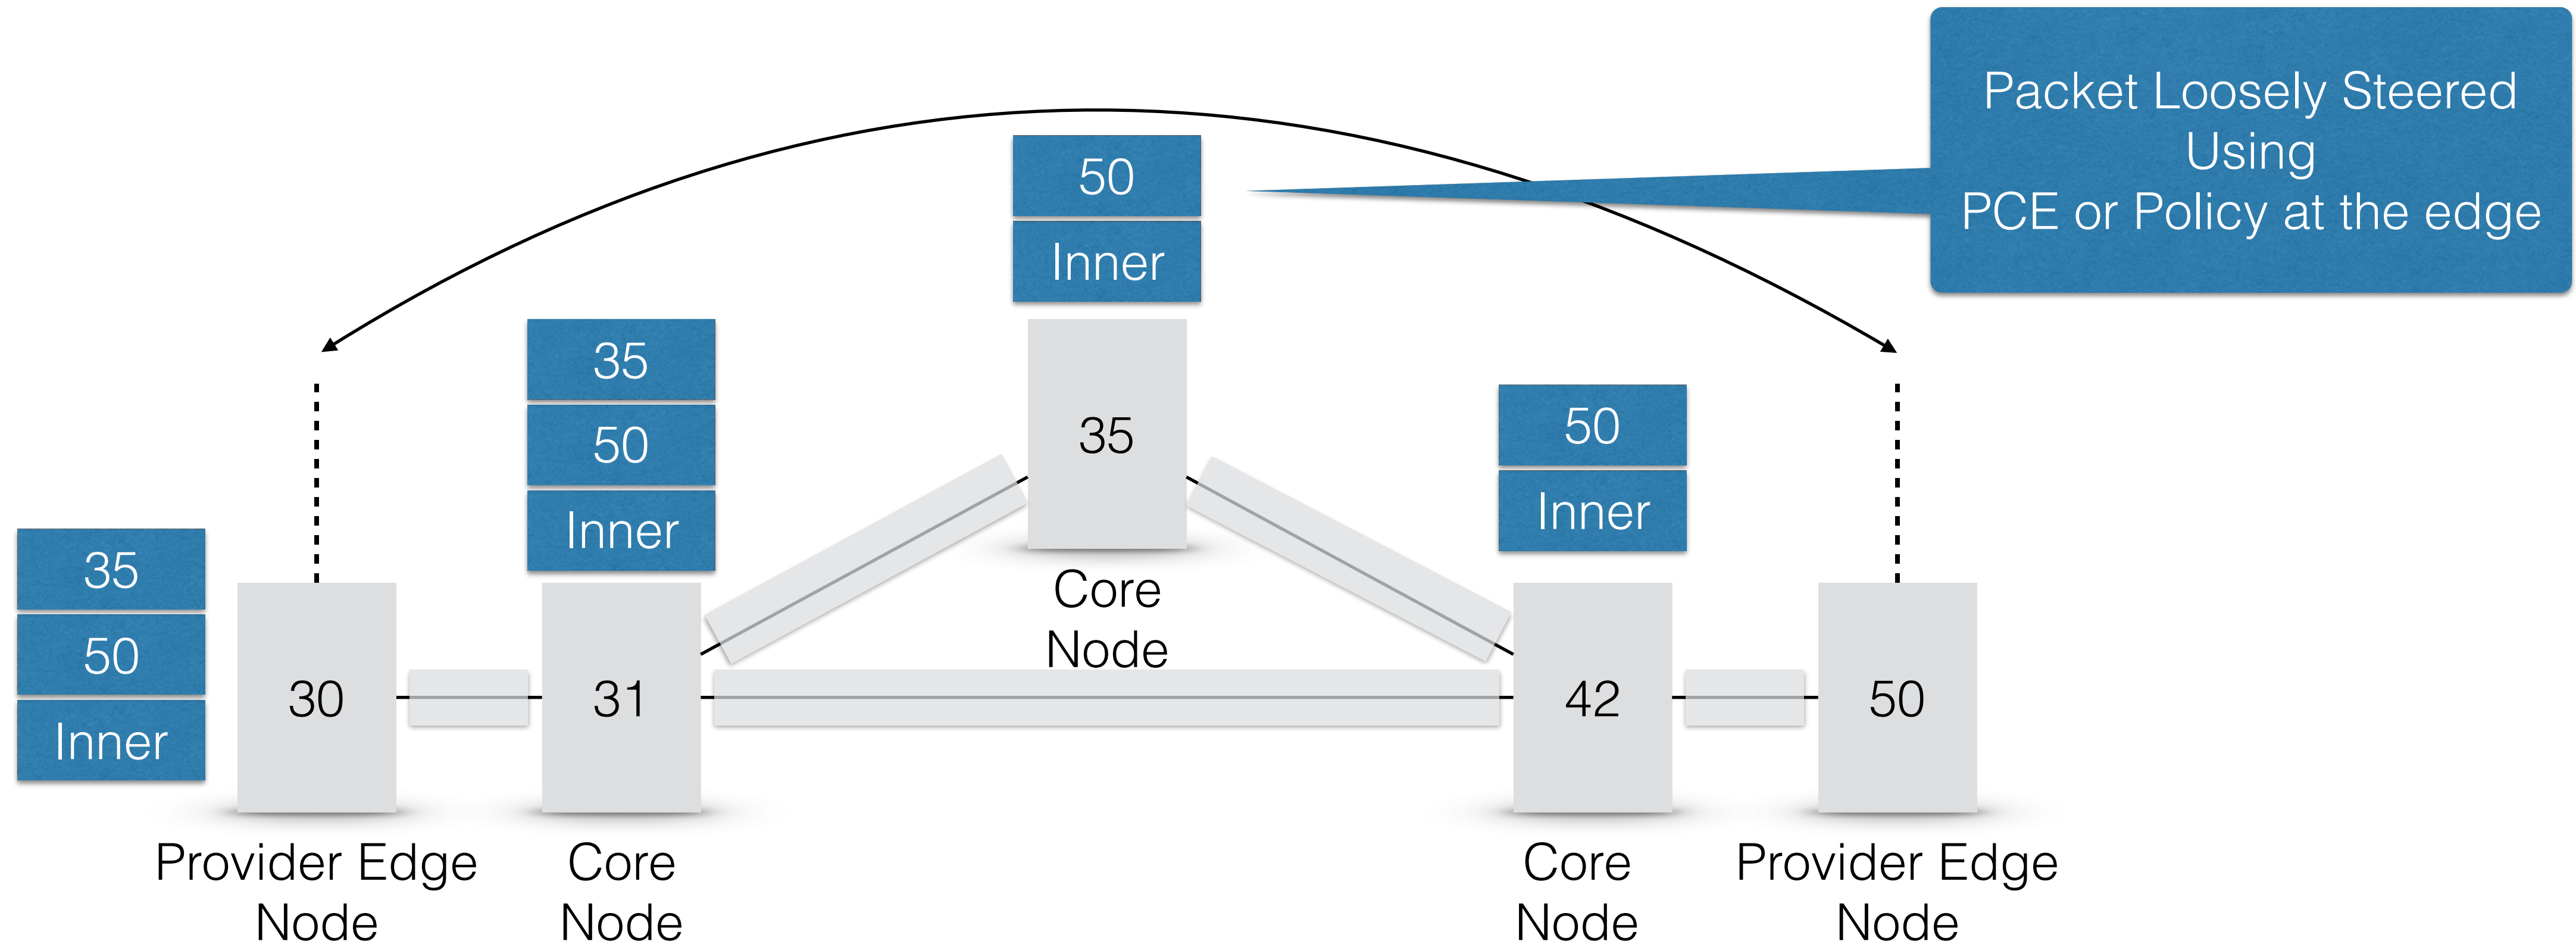 Packet Loosely Steered
Using
PCE or Policy at the edge
50
Inner
35
50
Inner
35
Core
Node
50
Inner
35
50
Inner
30
31
42
50
Provider Edge
Node
Core
Node
Core
Node
Provider Edge
Node